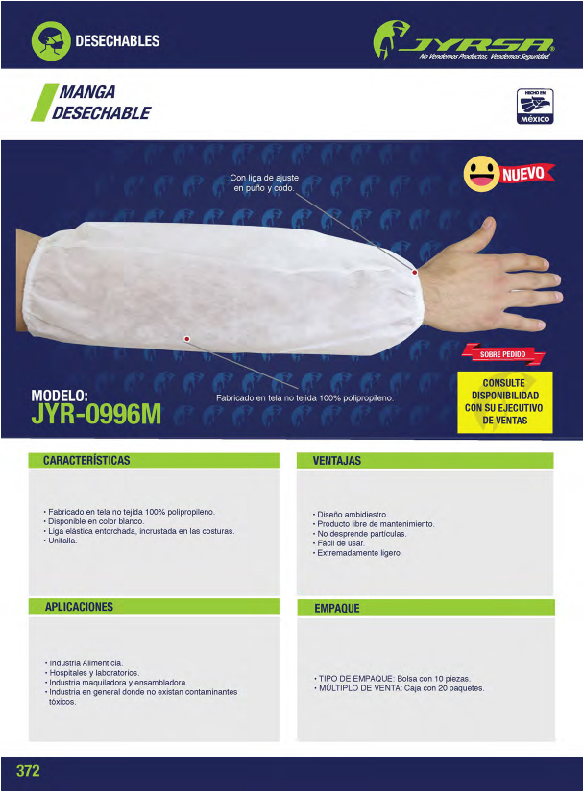 DESECHABLES
JYRSA®
No Vendemos Productos, Vendemos Seguridad
MANGA
DESECHABLE
HECHO EN
MÉXICO
Con liga de ajuste
en puño y codo.
NUEVO
SOBRE PEDIDO
CONSULTE
DISPONIBILIDAD
CON SU EJECUTIVO
DE VENTAS
MODELO:
JYR-0996M
Fabricado en tela no tejida 100% polipropileno.
CARACTERÍSTICAS
• Fabricado en tela no tejida 100% polipropileno.
• Disponible en color blanco.
• Liga elástica entorchada, incrustada en las costuras.
• Unitalla.
VENTAJAS
• Diseño ambidiestro.
• Producto libre de mantenimiento.
• No desprende partículas.
• Fácil de usar.
• Extremadamente ligero
APLICACIONES
• Industria Alimenticia.
• Hospitales y laboratorios.
• Industria maquiladora y ensambladora.
• Industria en general donde no existan contaminantes
tóxicos.
EMPAQUE
• TIPO DE EMPAQUE: Bolsa con 10 piezas.
• MÚLTIPLO DE VENTA: Caja con 20 paquetes.
372